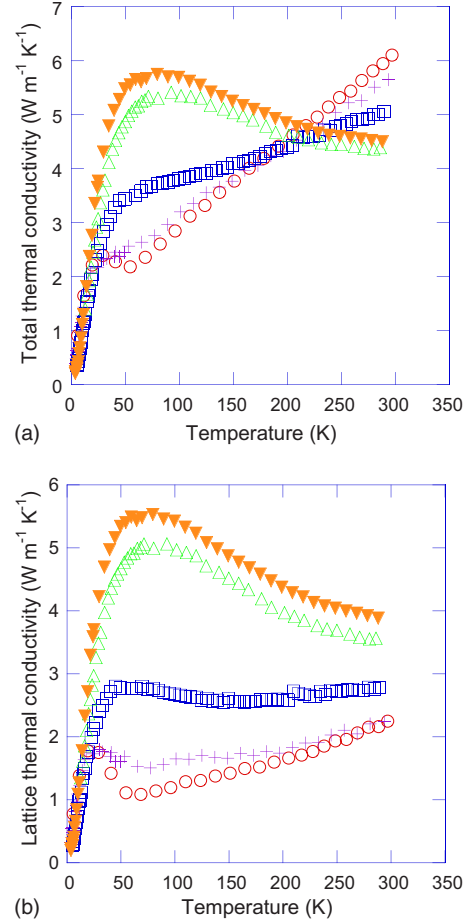 7
6
5
4
3
2
1
0
Total thermal conductivity (W m⁻¹ K⁻¹)
0 50 100 150 200 250 300 350
(a) Temperature (K)
6
5
4
3
2
1
0
Lattice thermal conductivity (W m⁻¹ K⁻¹)
0 50 100 150 200 250 300 350
(b) Temperature (K)